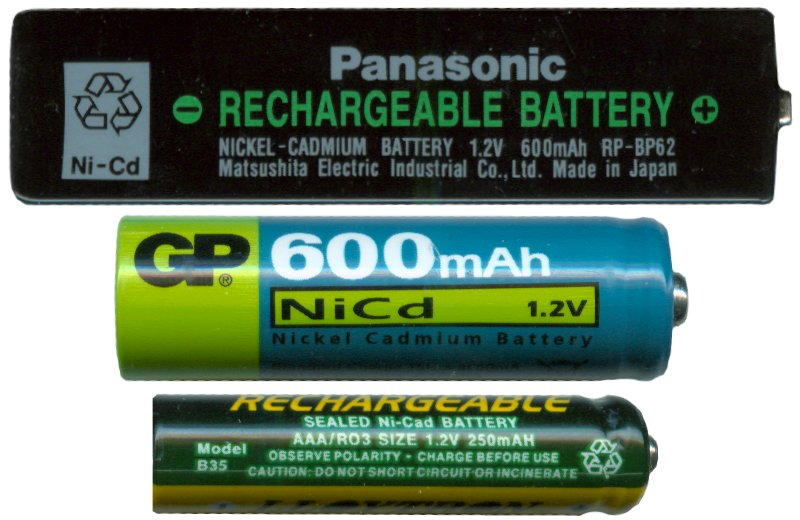 Panasonic
RECHARGEABLE BATTERY
NICKEL-CADMIUM BATTERY 1.2V 600mAh RP-BP62
Matsushita Electric Industrial Co.,Ltd. Made in Japan
Ni-Cd
GP®
600mAh
NiCd 1.2V
Nickel Cadmium Battery
RECHARGEABLE
SEALED Ni-Cad BATTERY
AAA/RO3 SIZE 1.2V 250mAH
Model
B35
OBSERVE POLARITY - CHARGE BEFORE USE
CAUTION: DO NOT SHORT CIRCUIT OR INCINERATE